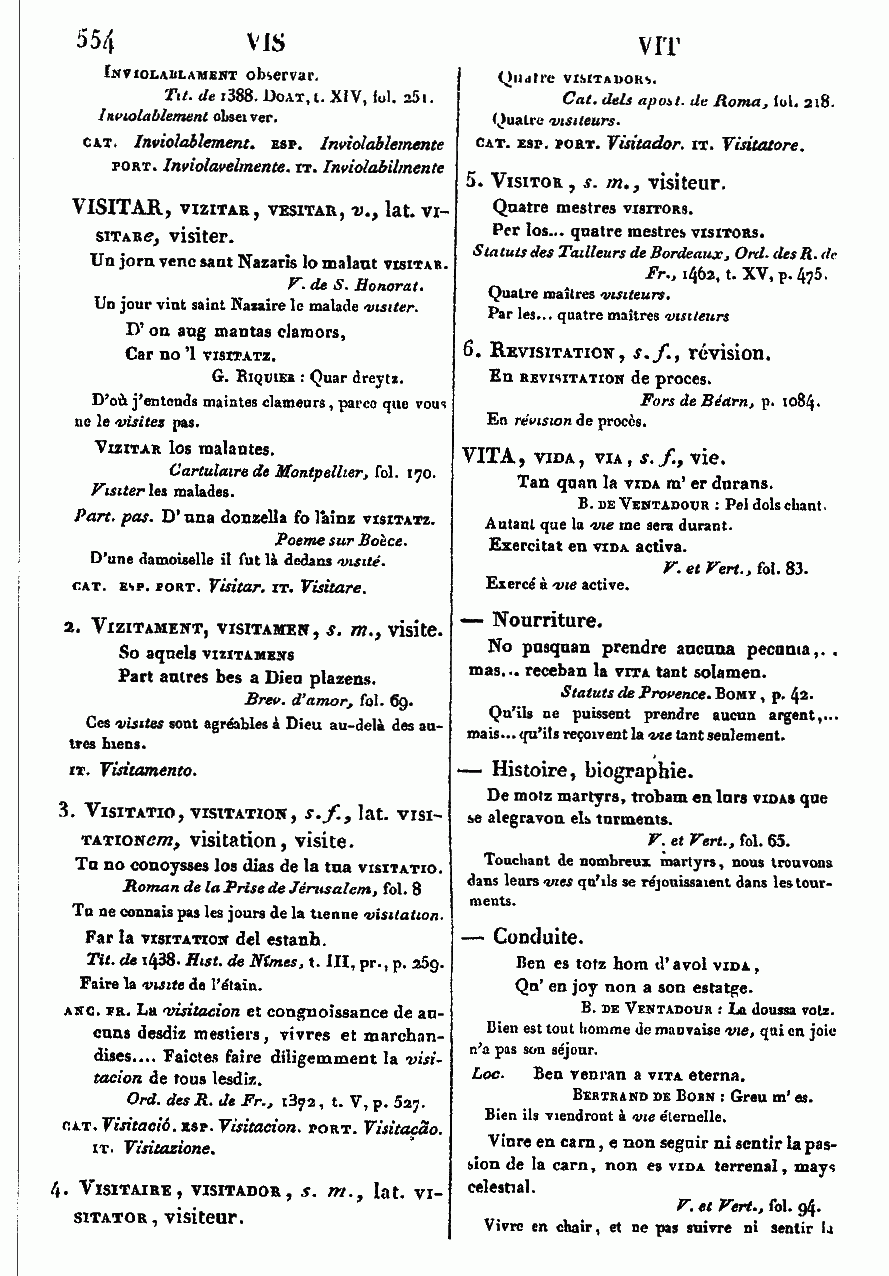 554 VIS VIT
INVIOLABLAMENT observar.
Tit. de 1388. DOAT, t. XIV, fol. 251.
Inviolablement observer.
CAT. Inviolablement. ESP. Inviolablemente
PORT. Inviolavelmente. IT. Inviolabilmente
VISITAR, VIZITAR, VESITAR, v., lat. VI-
SITARe, visiter.
Un jorn venc sant Nazaris lo malaut VISITAR.
V. de S. Honorat.
Un jour vint saint Nazaire le malade visiter.
D' on aug mantas clamors,
Car no 'l VISITATZ.
G. RIQUIER : Quar dreytz.
D'où j'entends maintes clameurs, parce que vous
ne le visitez pas.
VIZITAR los malautes.
Cartulaire de Montpellier, fol. 170.
Visiter les malades.
Part. pas. D' una donzella fo lainz VISITATZ.
Poeme sur Boèce.
D'une damoiselle il fut là dedans visité.
CAT. ESP. PORT. Visitar. IT. Visitare.
2. VIZITAMENT, VISITAMEN, s. m., visite.
So aquels VIZITAMENS
Part autres bes a Dieu plazens.
Brev. d'amor, fol. 69.
Ces visites sont agréables à Dieu au-delà des au-
tres biens.
IT. Visitamento.
3. VISITATIO, VISITATION, s. f., lat. VISI-
TATIONem, visitation, visite.
Tu no conoysses los dias de la tua VISITATIO.
Roman de la Prise de Jérusalem, fol. 8
Tu ne connais pas les jours de la tienne visitation.
Far la VISITATION del estanh.
Tit. de 1438. Hist. de Nîmes, t. III, pr., p. 259.
Faire la visite de l'étain.
ANC. FR. La visitacion et congnoissance de au-
cuns desdiz mestiers, vivres et marchan-
dises.... Faictes faire diligemment la visi-
tacion de tous lesdiz.
Ord. des R. de Fr., 1372, t. V, p. 527.
CAT. Visitació. ESP. Visitacion. PORT. Visitação.
IT. Visitazione.
4. VISITAIRE, VISITADOR, s. m., lat. VI-
SITATOR, visiteur.
Quatre VISITADORS.
Cat. dels apost. de Roma, fol. 218.
Quatre visiteurs.
CAT. ESP. PORT. Visitador. IT. Visitatore.
5. VISITOR, s. m., visiteur.
Quatre mestres VISITORS.
Per los... quatre mestres VISITORS.
Statuts des Tailleurs de Bordeaux, Ord. des R. de
Fr., 1462, t. XV, p. 475.
Quatre maîtres visiteurs.
Par les... quatre maîtres visiteurs
6. REVISITATION, s. f., révision.
En REVISITATION de proces.
Fors de Béarn, p. 1084.
En révision de procès.
VITA, VIDA, VIA, s. f., vie.
Tan quan la VIDA m' er durans.
B. DE VENTADOUR : Pel dols chant.
Autant que la vie me sera durant.
Exercitat en VIDA activa.
V. et Vert., fol. 83.
Exercé à vie active.
— Nourriture.
No pusquan prendre aucuna pecunia,..
mas... receban la VITA tant solamen.
Statuts de Provence. BOMY, p. 42.
Qu'ils ne puissent prendre aucun argent,...
mais... qu'ils reçoivent la vie tant seulement.
— Histoire, biographie.
De motz martyrs, trobam en lurs VIDAS que
se alegravon els turments.
V. et Vert., fol. 65.
Touchant de nombreux martyrs, nous trouvons
dans leurs vies qu'ils se réjouissaient dans les tour-
ments.
— Conduite.
Ben es totz hom d' avol VIDA,
Qu' en joy non a son estatge.
B. DE VENTADOUR : La doussa votz.
Bien est tout homme de mauvaise vie, qui en joie
n'a pas son séjour.
Loc. Ben venran a VITA eterna.
BERTRAND DE BORN : Greu m' es.
Bien ils viendront à vie éternelle.
Vivre en carn, e non seguir ni sentir la pas-
sion de la carn, non es VIDA terrenal, mays
celestial.
V. et Vert., fol. 94.
Vivre en chair, et ne pas suivre ni sentir la